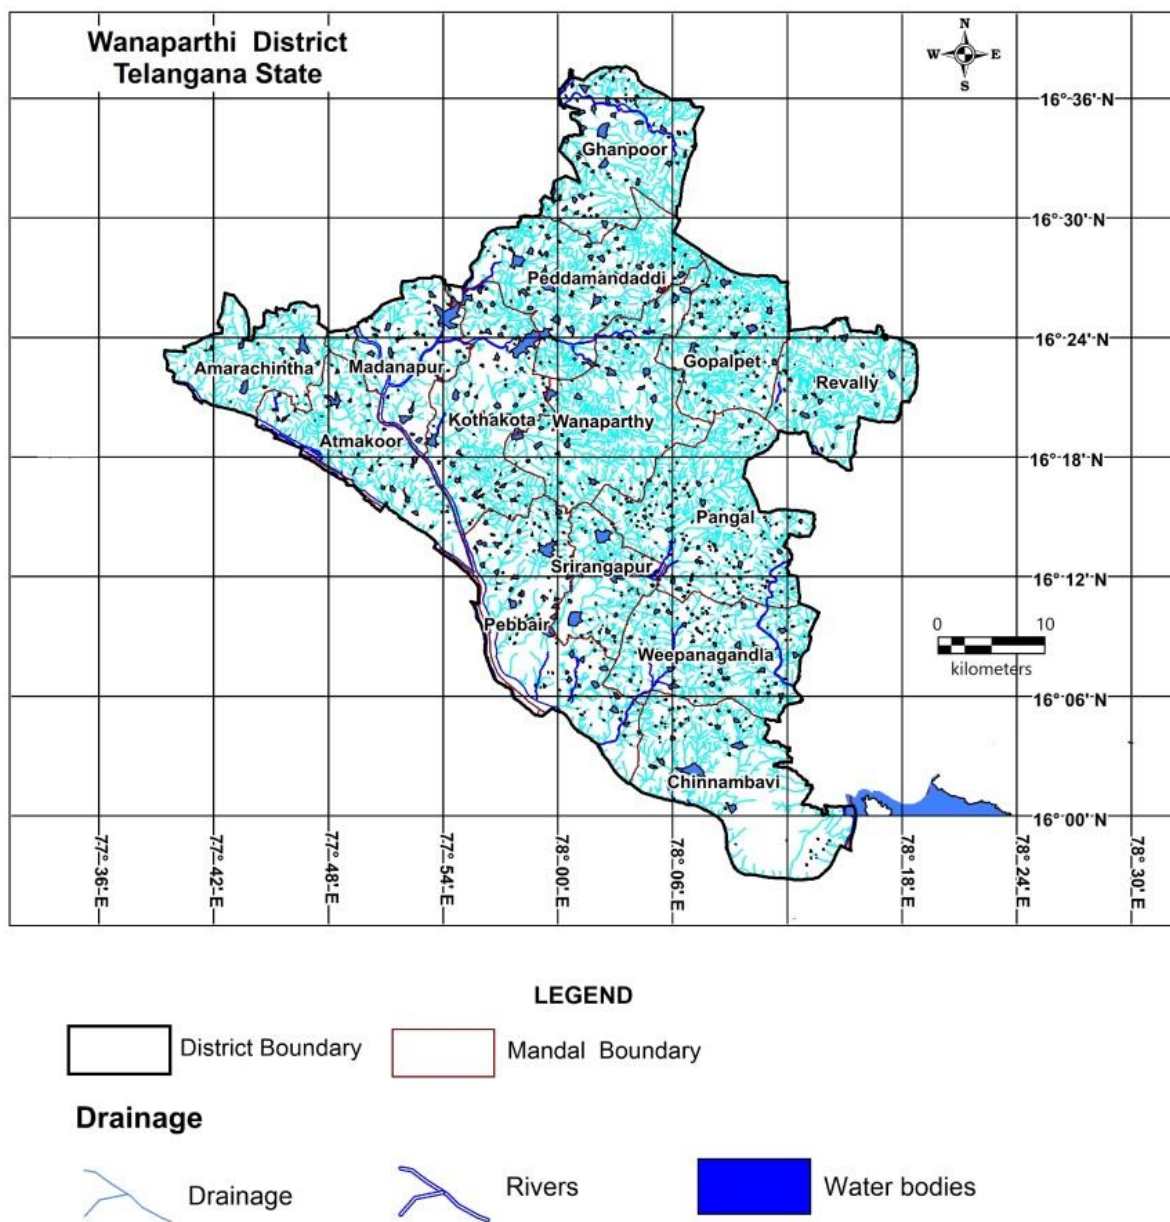 Wanaparthi District
Telangana State
N
W E
S
16° 36' N
Ghanpoor
16° 30' N
Peddamandaddi
16° 24' N
Amarachintha
Madanapur
Gopalpet
Revally
Kothakota
Wanaparthy
Atmakoor
16° 18' N
Pangal
Srirangapur
16° 12' N
Pebbair
0 10
kilometers
Weepanagandla
16° 06' N
Chinnambavi
16° 00' N
77° 36' E
77° 42' E
77° 48' E
77° 54' E
78° 00' E
78° 06' E
78° 18' E
78° 24' E
78° 30' E
LEGEND
District Boundary
Mandal Boundary
Drainage
Drainage
Rivers
Water bodies